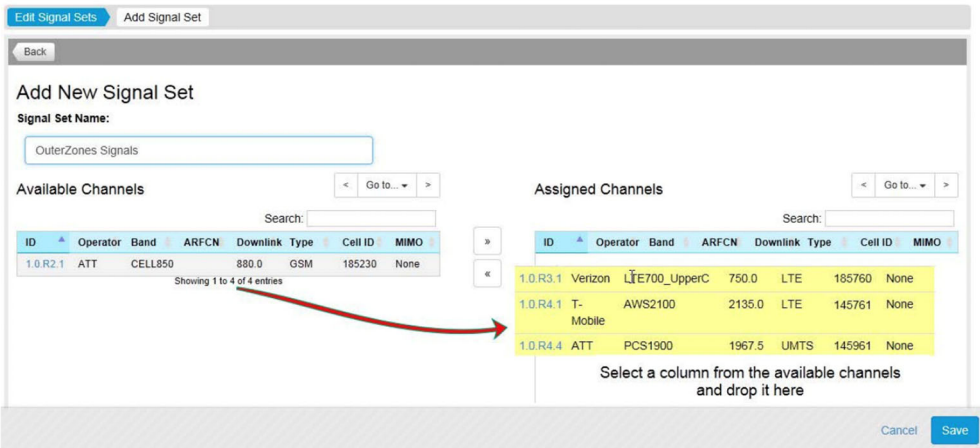 Edit Signal Sets Add Signal Set
Back
Add New Signal Set
Signal Set Name:
OuterZones Signals
Available Channels < Go to... >
Search:
ID Operator Band ARFCN Downlink Type Cell ID MIMO
1.0.R2.1 ATT CELL850 880.0 GSM 185230 None
Showing 1 to 4 of 4 entries
»
«
Assigned Channels < Go to... >
Search:
ID Operator Band ARFCN Downlink Type Cell ID MIMO
1.0.R3.1 Verizon LTE700_UpperC 750.0 LTE 185760 None
1.0.R4.1 T-Mobile AWS2100 2135.0 LTE 145761 None
1.0.R4.4 ATT PCS1900 1967.5 UMTS 145961 None
Select a column from the available channels
and drop it here
Cancel Save